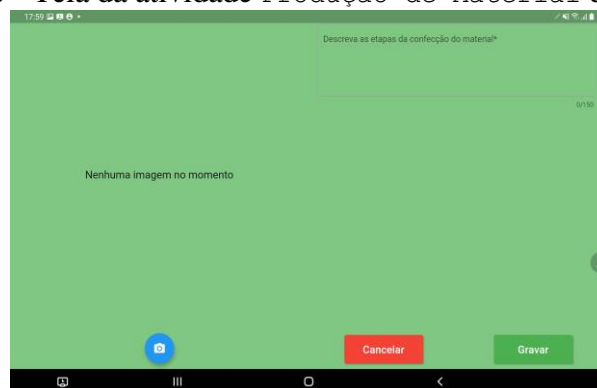 Tela da atividade Produção de Material
17:59
Descreva as etapas da confecção do material*
0/150
Nenhuma imagem no momento
Cancelar
Gravar